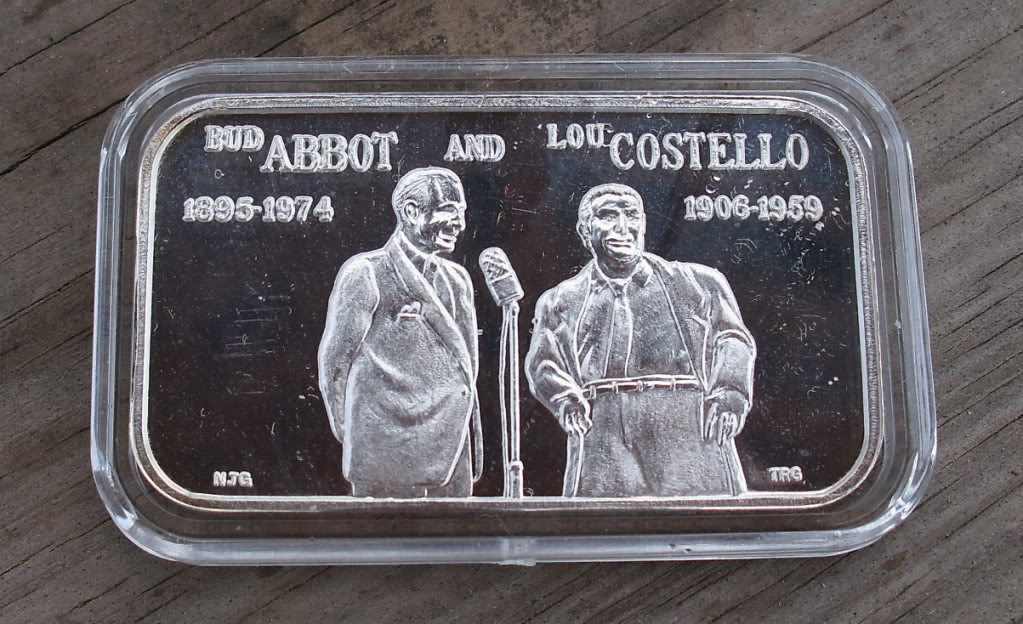 BUD ABBOT AND LOU COSTELLO
1895-1974 1906-1959
NJG TRG